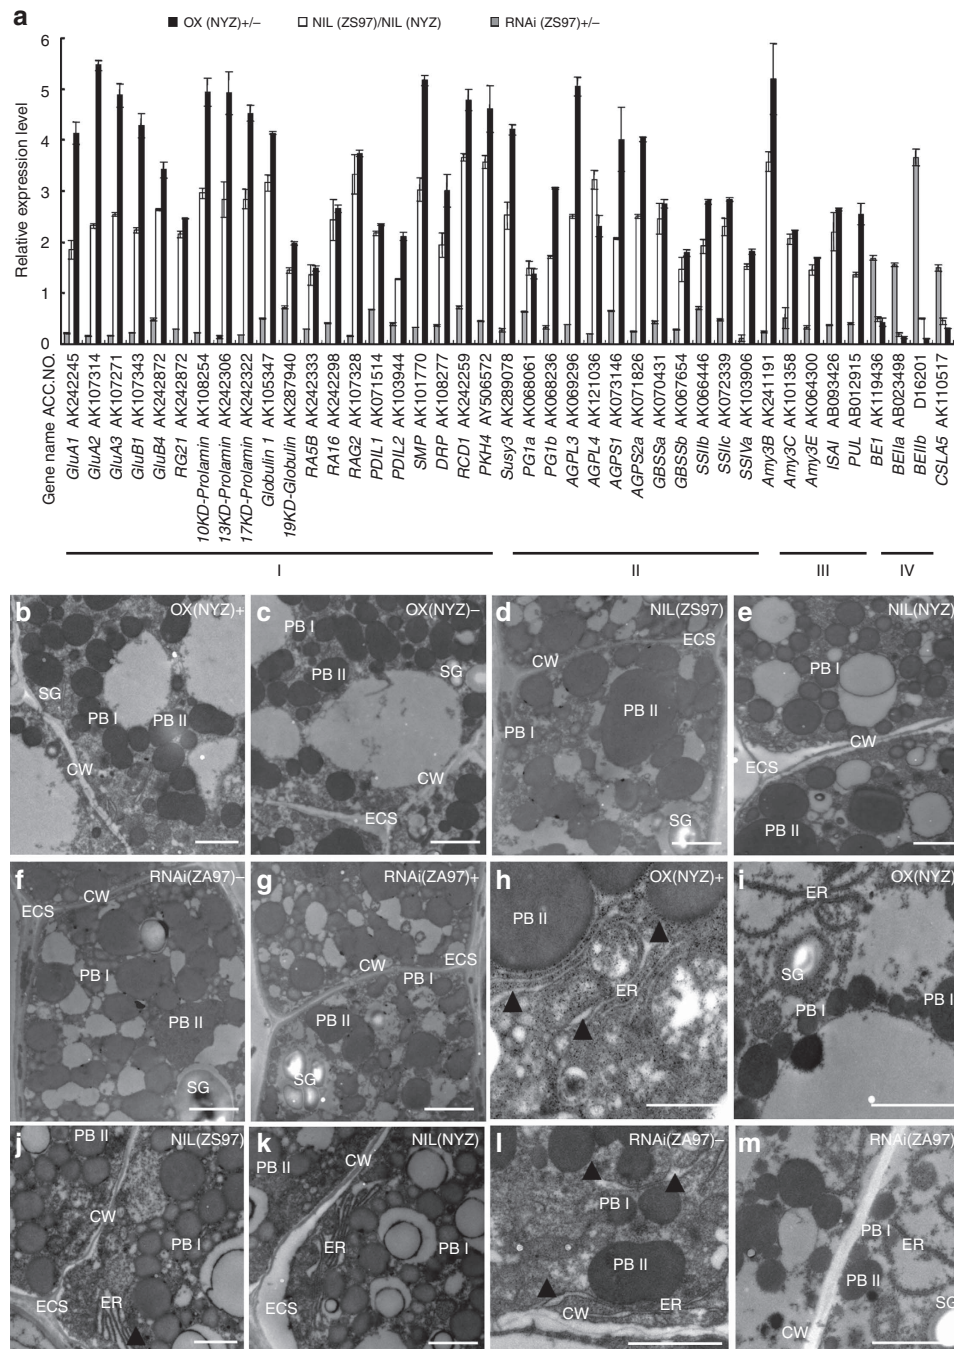 a
OX (NYZ)+/− NIL (ZS97)/NIL (NYZ) RNAi (ZS97)+/−
Relative expression level
6
5
4
3
2
1
0
Gene name ACC.NO.
GluA1 AK242245
GluA2 AK107314
GluA3 AK107271
GluB1 AK107343
GluB4 AK242872
RG21 AK242872
10KD-Prolamin AK108254
13KD-Prolamin AK242306
17KD-Prolamin AK242322
Globulin 1 AK105347
19KD-Globulin AK287940
RA5B AK242333
RA16 AK242298
RAG2 AK107328
PDIL1 AK071514
PDIL2 AK103944
SMP AK101770
DRP AK108277
RCD1 AK242259
PKH4 AY506572
Susy3 AK289078
PG1a AK068061
PG1b AK068236
AGPL3 AK069296
AGPL4 AK121036
AGPS1 AK073146
AGPS2a AK071826
GBSSa AK070431
GBSSb AK067654
SSIIb AK066446
SSIIc AK072339
SSIVa AK103906
Amy3B AK241191
Amy3C AK101358
Amy3E AK064300
ISAI AB093426
PUL AB012915
BE1 AK119436
BEIIa AB023498
BEIIb D16201
CSLA5 AK110517
I II III IV
b OX(NYZ)+
SG
PB I PB II
CW
c OX(NYZ)−
PB I
PB II SG
CW
ECS
d NIL(ZS97)
ECS
CW
PB II
PB I
SG
e NIL(NYZ)
PB I
CW
ECS
PB II
f RNAi(ZA97)−
CW
ECS
PB I
PB II
SG
g RNAi(ZA97)+
ECS
CW
PB I
PB II
SG
h OX(NYZ)+
PB II
ER
i OX(NYZ)
ER
SG
PB I PB I
j PB II NIL(ZS97)
CW
PB I
ER
ECS
k NIL(NYZ)
CW
PB II
ER PB I
ECS
l RNAi(ZA97)−
PB I
PB II
CW ER
m RNAi(ZA97)
PB I
ER
PB II
SG
CW